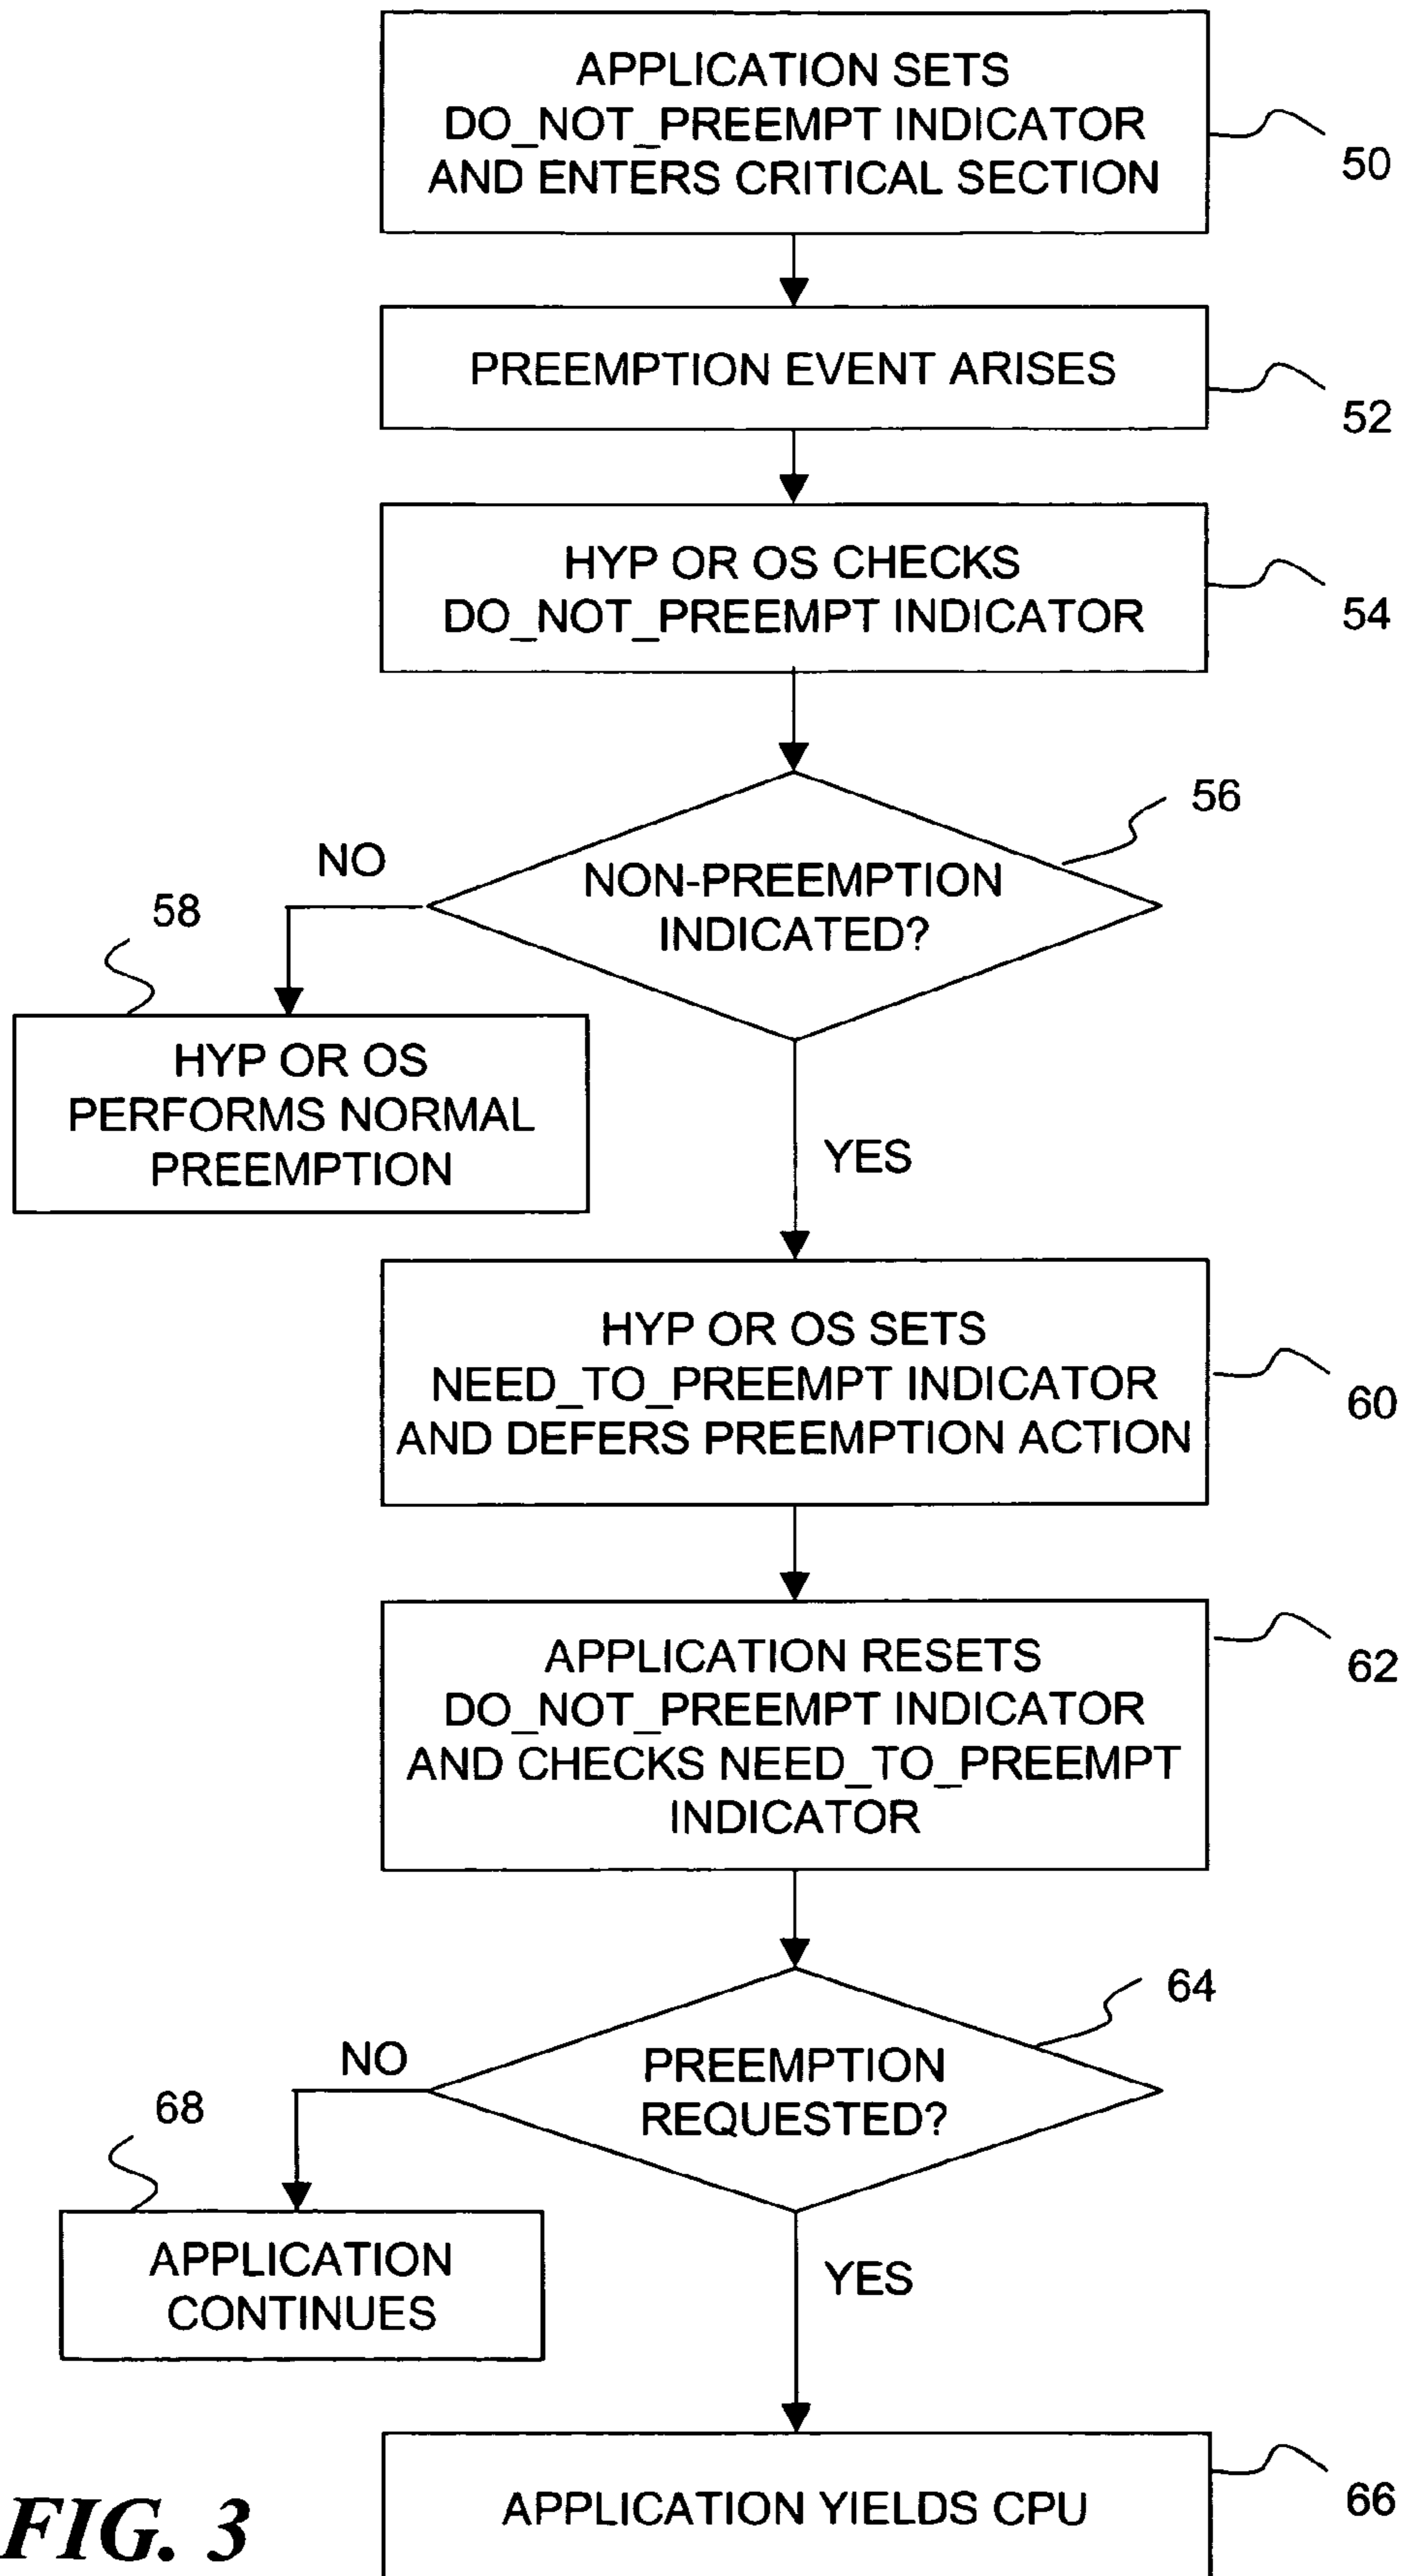 APPLICATION SETS
DO_NOT_PREEMPT INDICATOR
AND ENTERS CRITICAL SECTION
50
PREEMPTION EVENT ARISES
52
HYP OR OS CHECKS
DO_NOT_PREEMPT INDICATOR
54
56
NON-PREEMPTION
INDICATED?
NO
58
HYP OR OS
PERFORMS NORMAL
PREEMPTION
YES
HYP OR OS SETS
NEED_TO_PREEMPT INDICATOR
AND DEFERS PREEMPTION ACTION
60
APPLICATION RESETS
DO_NOT_PREEMPT INDICATOR
AND CHECKS NEED_TO_PREEMPT
INDICATOR
62
64
PREEMPTION
REQUESTED?
NO
68
APPLICATION
CONTINUES
YES
APPLICATION YIELDS CPU
66
FIG. 3